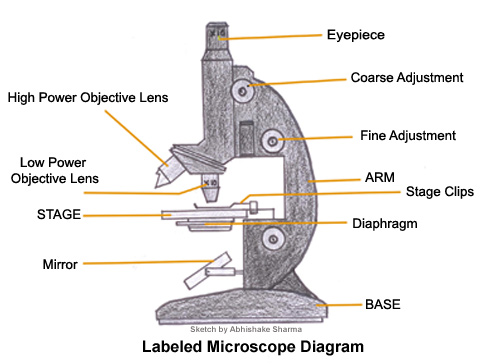 Eyepiece
Coarse Adjustment
High Power Objective Lens
Fine Adjustment
Low Power
Objective Lens
ARM
Stage Clips
STAGE
Diaphragm
Mirror
BASE
Sketch by Abhishake Sharma
Labeled Microscope Diagram